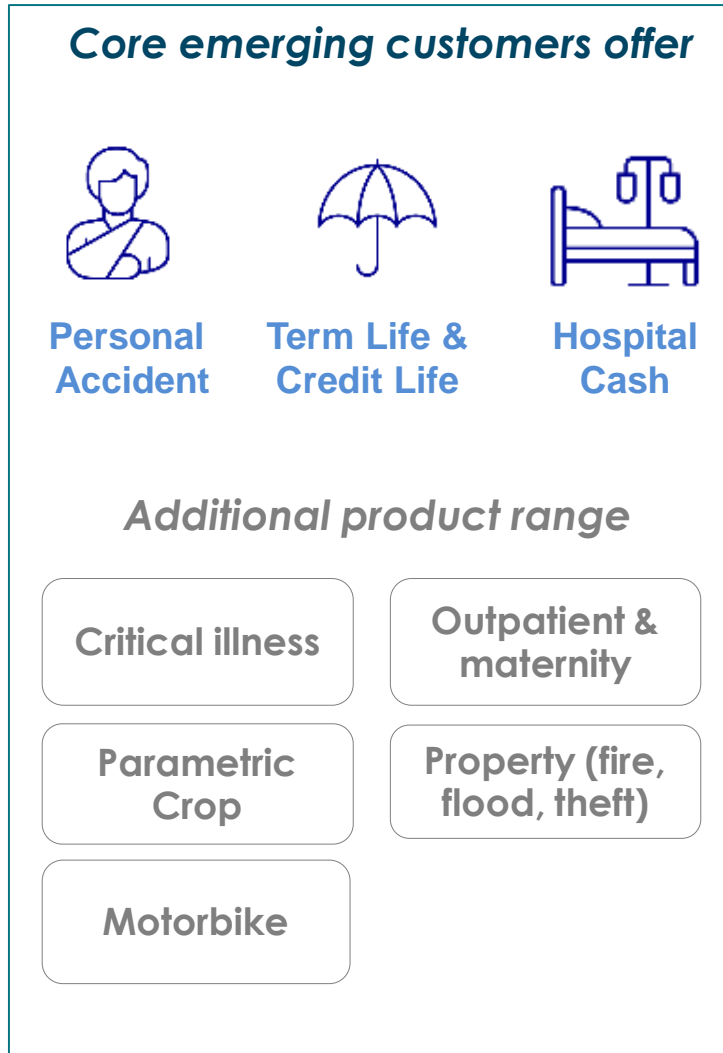 Core emerging customers offer
Personal
Accident
Term Life &
Credit Life
Hospital
Cash
Additional product range
Critical illness
Outpatient &
maternity
Parametric
Crop
Property (fire,
flood, theft)
Motorbike